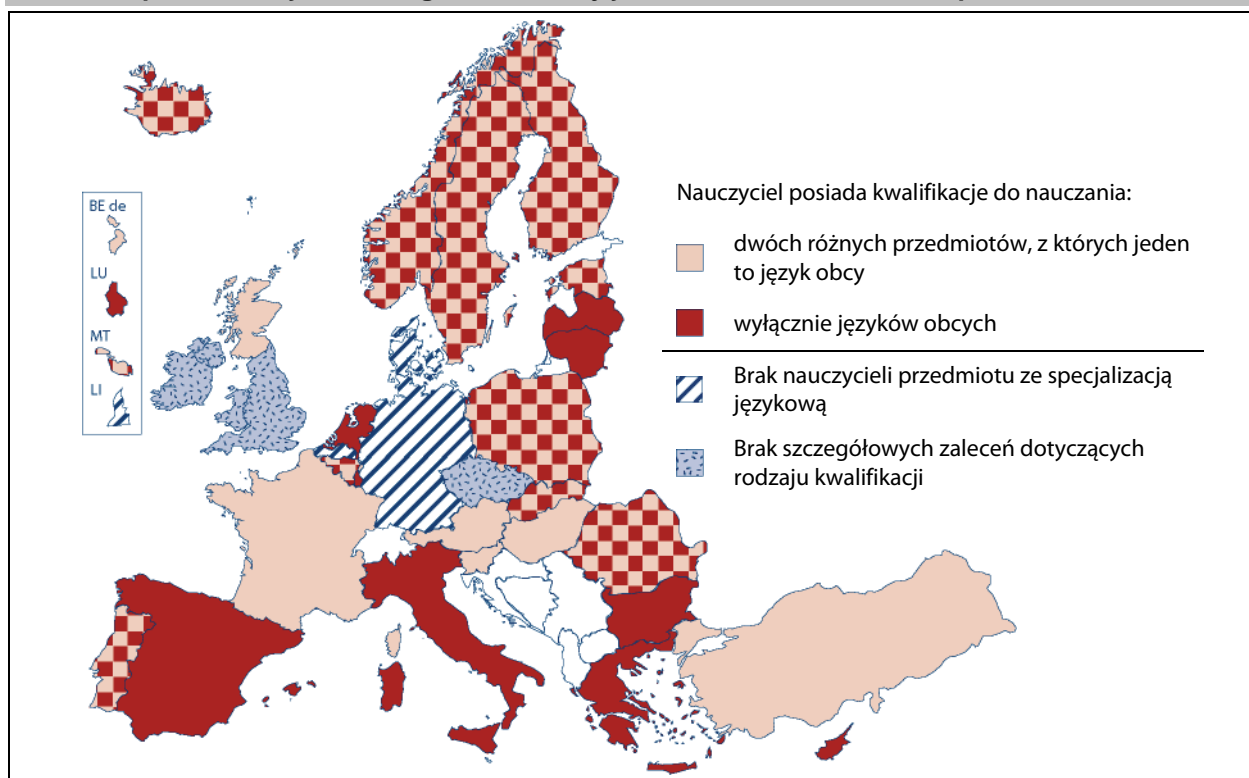 BE de
LU
MT
LI
Nauczyciel posiada kwalifikacje do nauczania:
dwóch różnych przedmiotów, z których jeden
to język obcy
wyłącznie języków obcych
Brak nauczycieli przedmiotu ze specjalizacją
językową
Brak szczegółowych zaleceń dotyczących
rodzaju kwalifikacji